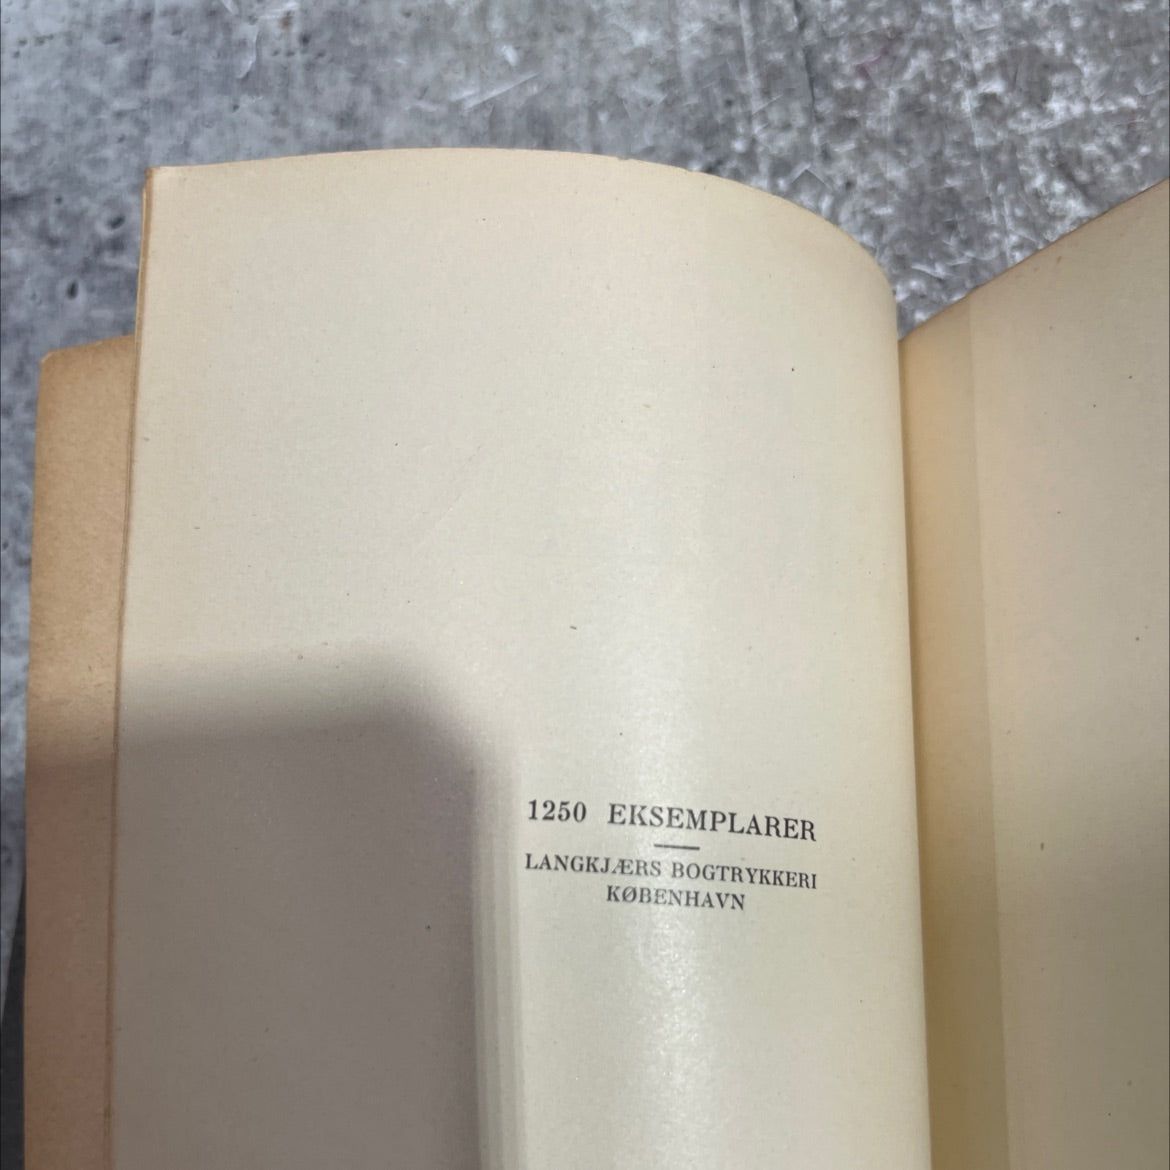 1250 EKSEMPLARER
LANGKJÆRS BOGTRYKKERI
KØBENHAVN